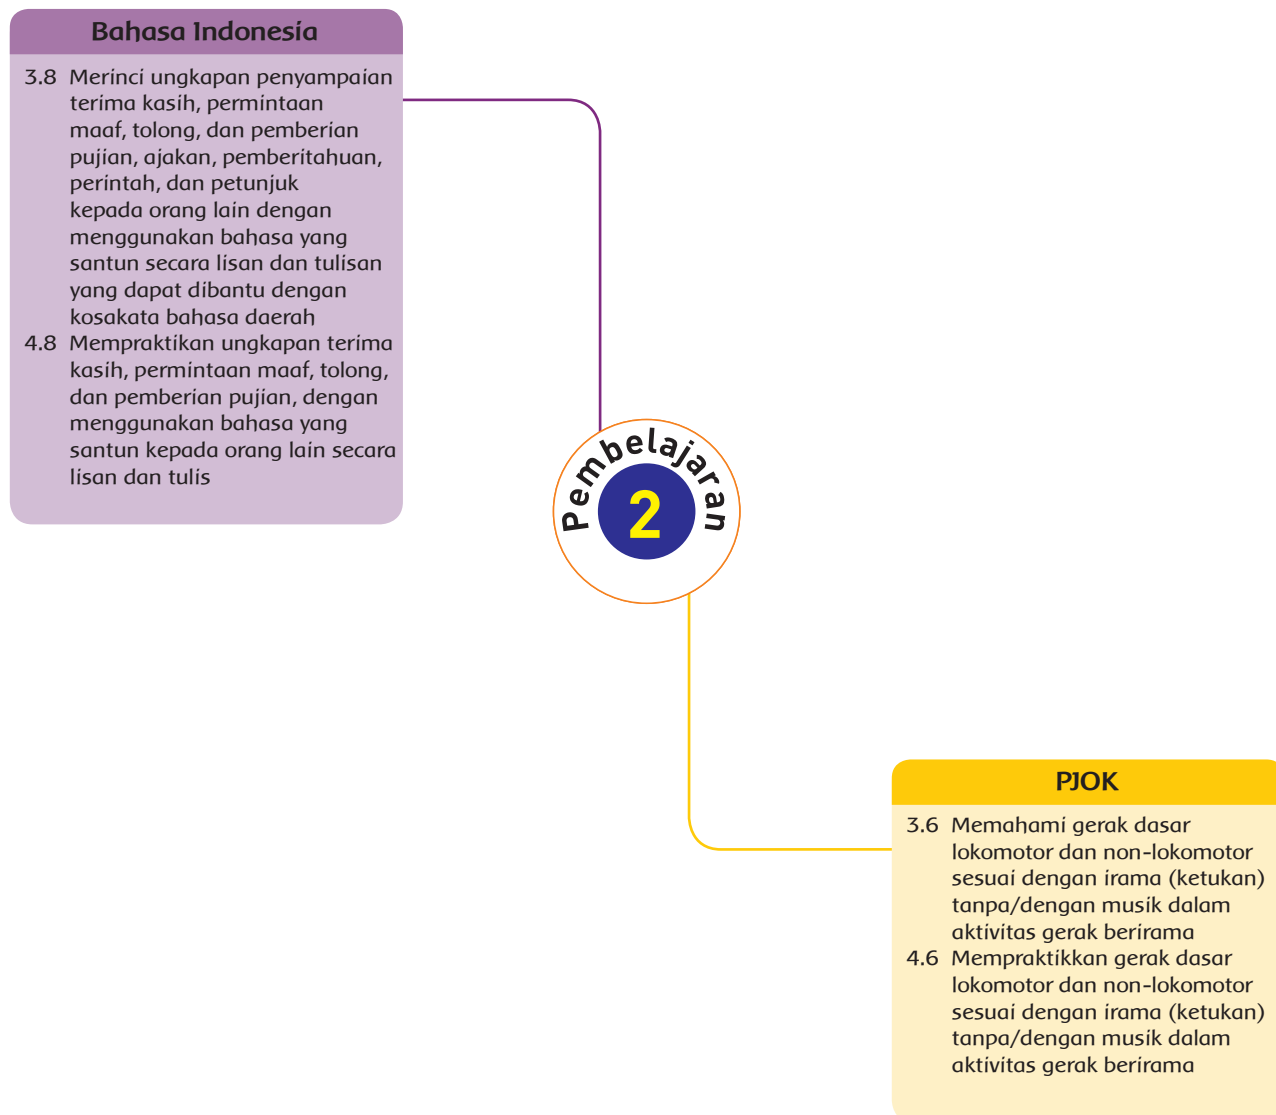 Bahasa Indonesia
3.8 Merinci ungkapan penyampaian
terima kasih, permintaan
maaf, tolong, dan pemberian
pujian, ajakan, pemberitahuan,
perintah, dan petunjuk
kepada orang lain dengan
menggunakan bahasa yang
santun secara lisan dan tulisan
yang dapat dibantu dengan
kosakata bahasa daerah
4.8 Mempraktikan ungkapan terima
kasih, permintaan maaf, tolong,
dan pemberian pujian, dengan
menggunakan bahasa yang
santun kepada orang lain secara
lisan dan tulis
Pembelajaran
2
PJOK
3.6 Memahami gerak dasar
lokomotor dan non-lokomotor
sesuai dengan irama (ketukan)
tanpa/dengan musik dalam
aktivitas gerak berirama
4.6 Mempraktikkan gerak dasar
lokomotor dan non-lokomotor
sesuai dengan irama (ketukan)
tanpa/dengan musik dalam
aktivitas gerak berirama